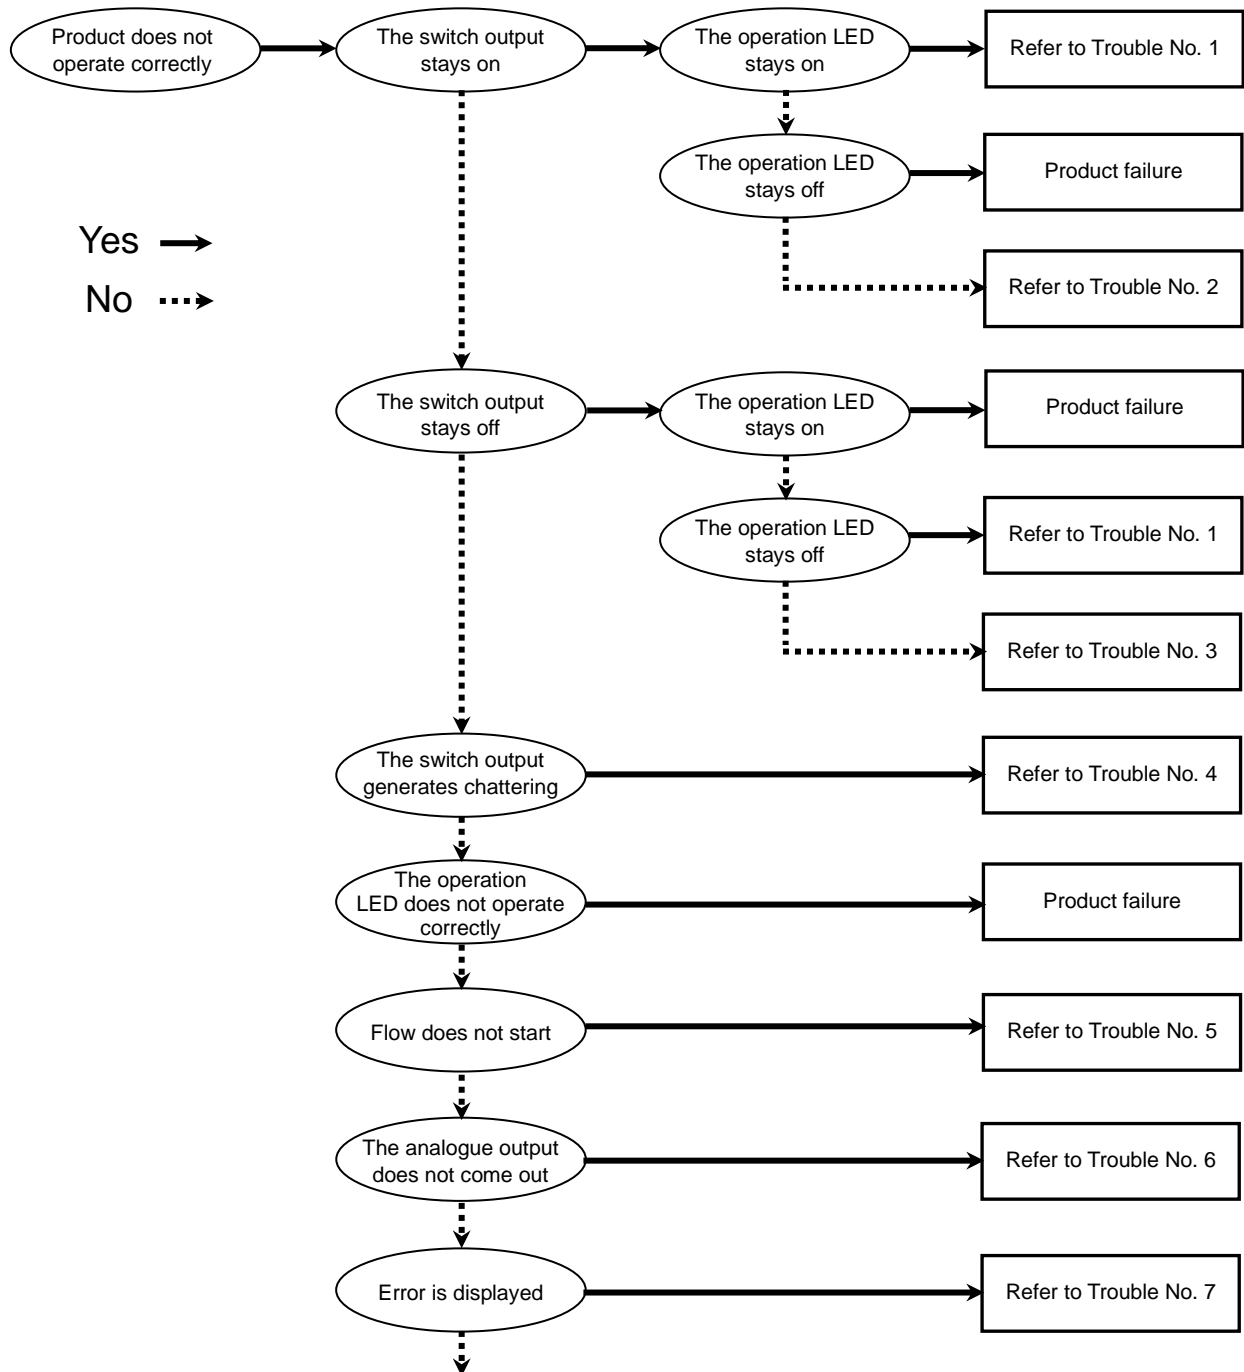 Product does not
operate correctly
The switch output
stays on
The operation LED
stays on
Refer to Trouble No. 1
The operation LED
stays off
Product failure
Yes
No
Refer to Trouble No. 2
The switch output
stays off
The operation LED
stays on
Product failure
The operation LED
stays off
Refer to Trouble No. 1
Refer to Trouble No. 3
The switch output
generates chattering
Refer to Trouble No. 4
The operation
LED does not operate
correctly
Product failure
Flow does not start
Refer to Trouble No. 5
The analogue output
does not come out
Refer to Trouble No. 6
Error is displayed
Refer to Trouble No. 7